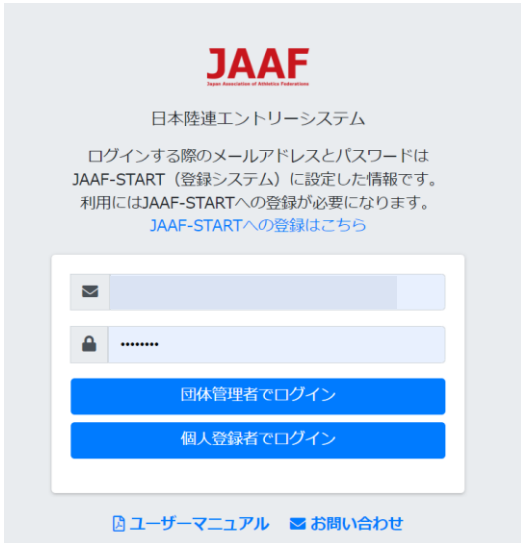 JAAF
Japan Association of Athletics Federations
日本陸連エントリーシステム
ログインする際のメールアドレスとパスワードは
JAAF-START（登録システム）に設定した情報です。
利用にはJAAF-STARTへの登録が必要になります。
JAAF-STARTへの登録はこちら
••••••••
団体管理者でログイン
個人登録者でログイン
ユーザーマニュアル お問い合わせ